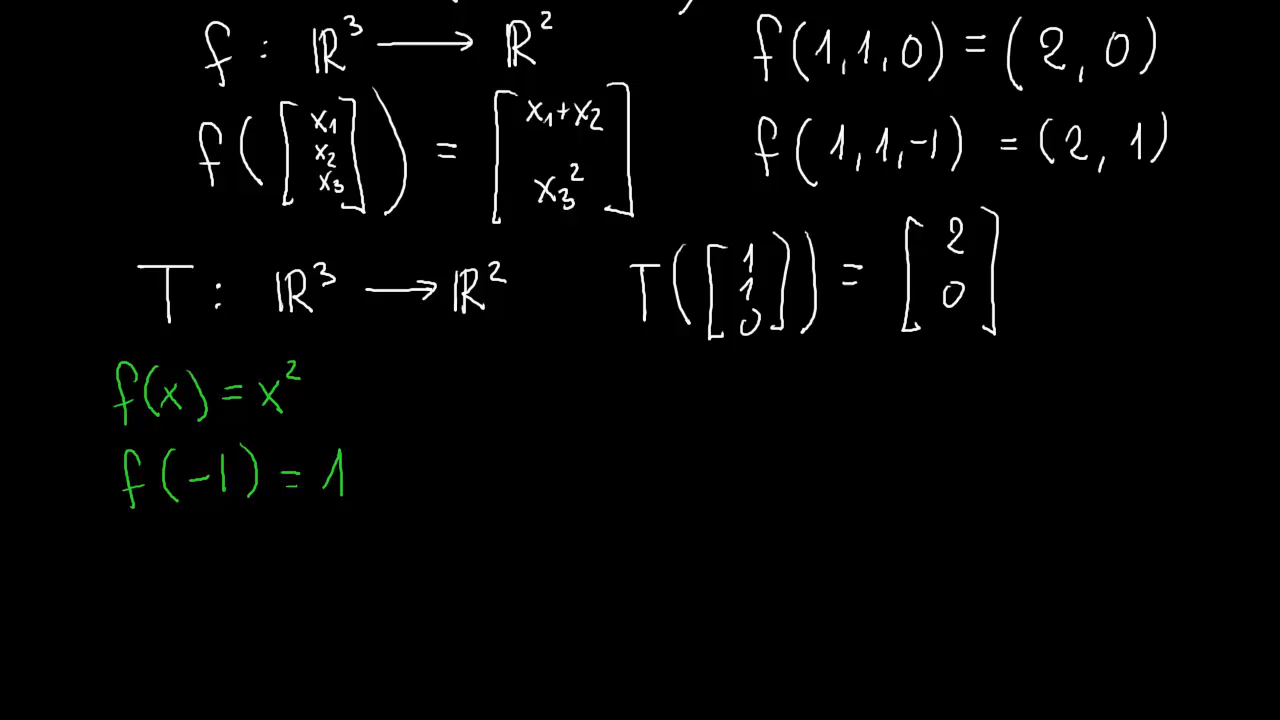 f : ℝ³ ⟶ ℝ²
f(1,1,0) = (2,0)
f([x₁ x₂ x₃]) = [x₁+x₂ x₃²]
f(1,1,-1) = (2,1)
T : ℝ³ ⟶ ℝ²
T([1 1 0]) = [2 0]
f(x) = x²
f(-1) = 1